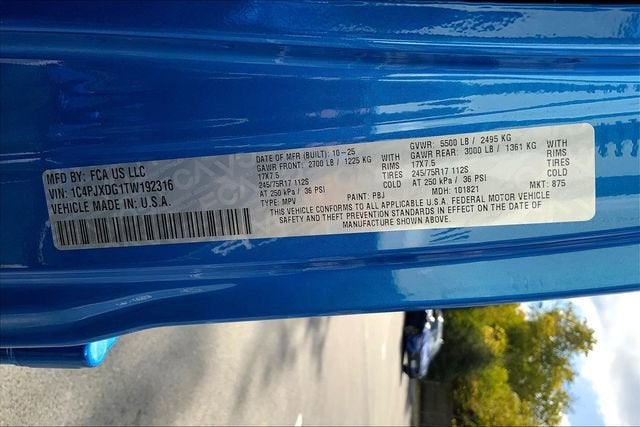 MFD BY: FCA US LLC
VIN: 1C4PJXDG1TW192316
VEHICLE MADE IN: U.S.A.
DATE OF MFR (BUILT): 10-25
GAWR FRONT: 2700 LB / 1225 KG WITH
17X7.5 RIMS
245/75R17 112S TIRES
AT 250 kPa / 36 PSI COLD
GVWR: 5500 LB / 2495 KG
GAWR REAR: 3000 LB / 1361 KG WITH
17X7.5 RIMS
245/75R17 112S TIRES
AT 250 kPa / 36 PSI COLD
TYPE: MPV PAINT: PBJ MDH: 101821 MKT: 875
THIS VEHICLE CONFORMS TO ALL APPLICABLE U.S.A. FEDERAL MOTOR VEHICLE
SAFETY AND THEFT PREVENTION STANDARDS IN EFFECT ON THE DATE OF
MANUFACTURE SHOWN ABOVE.